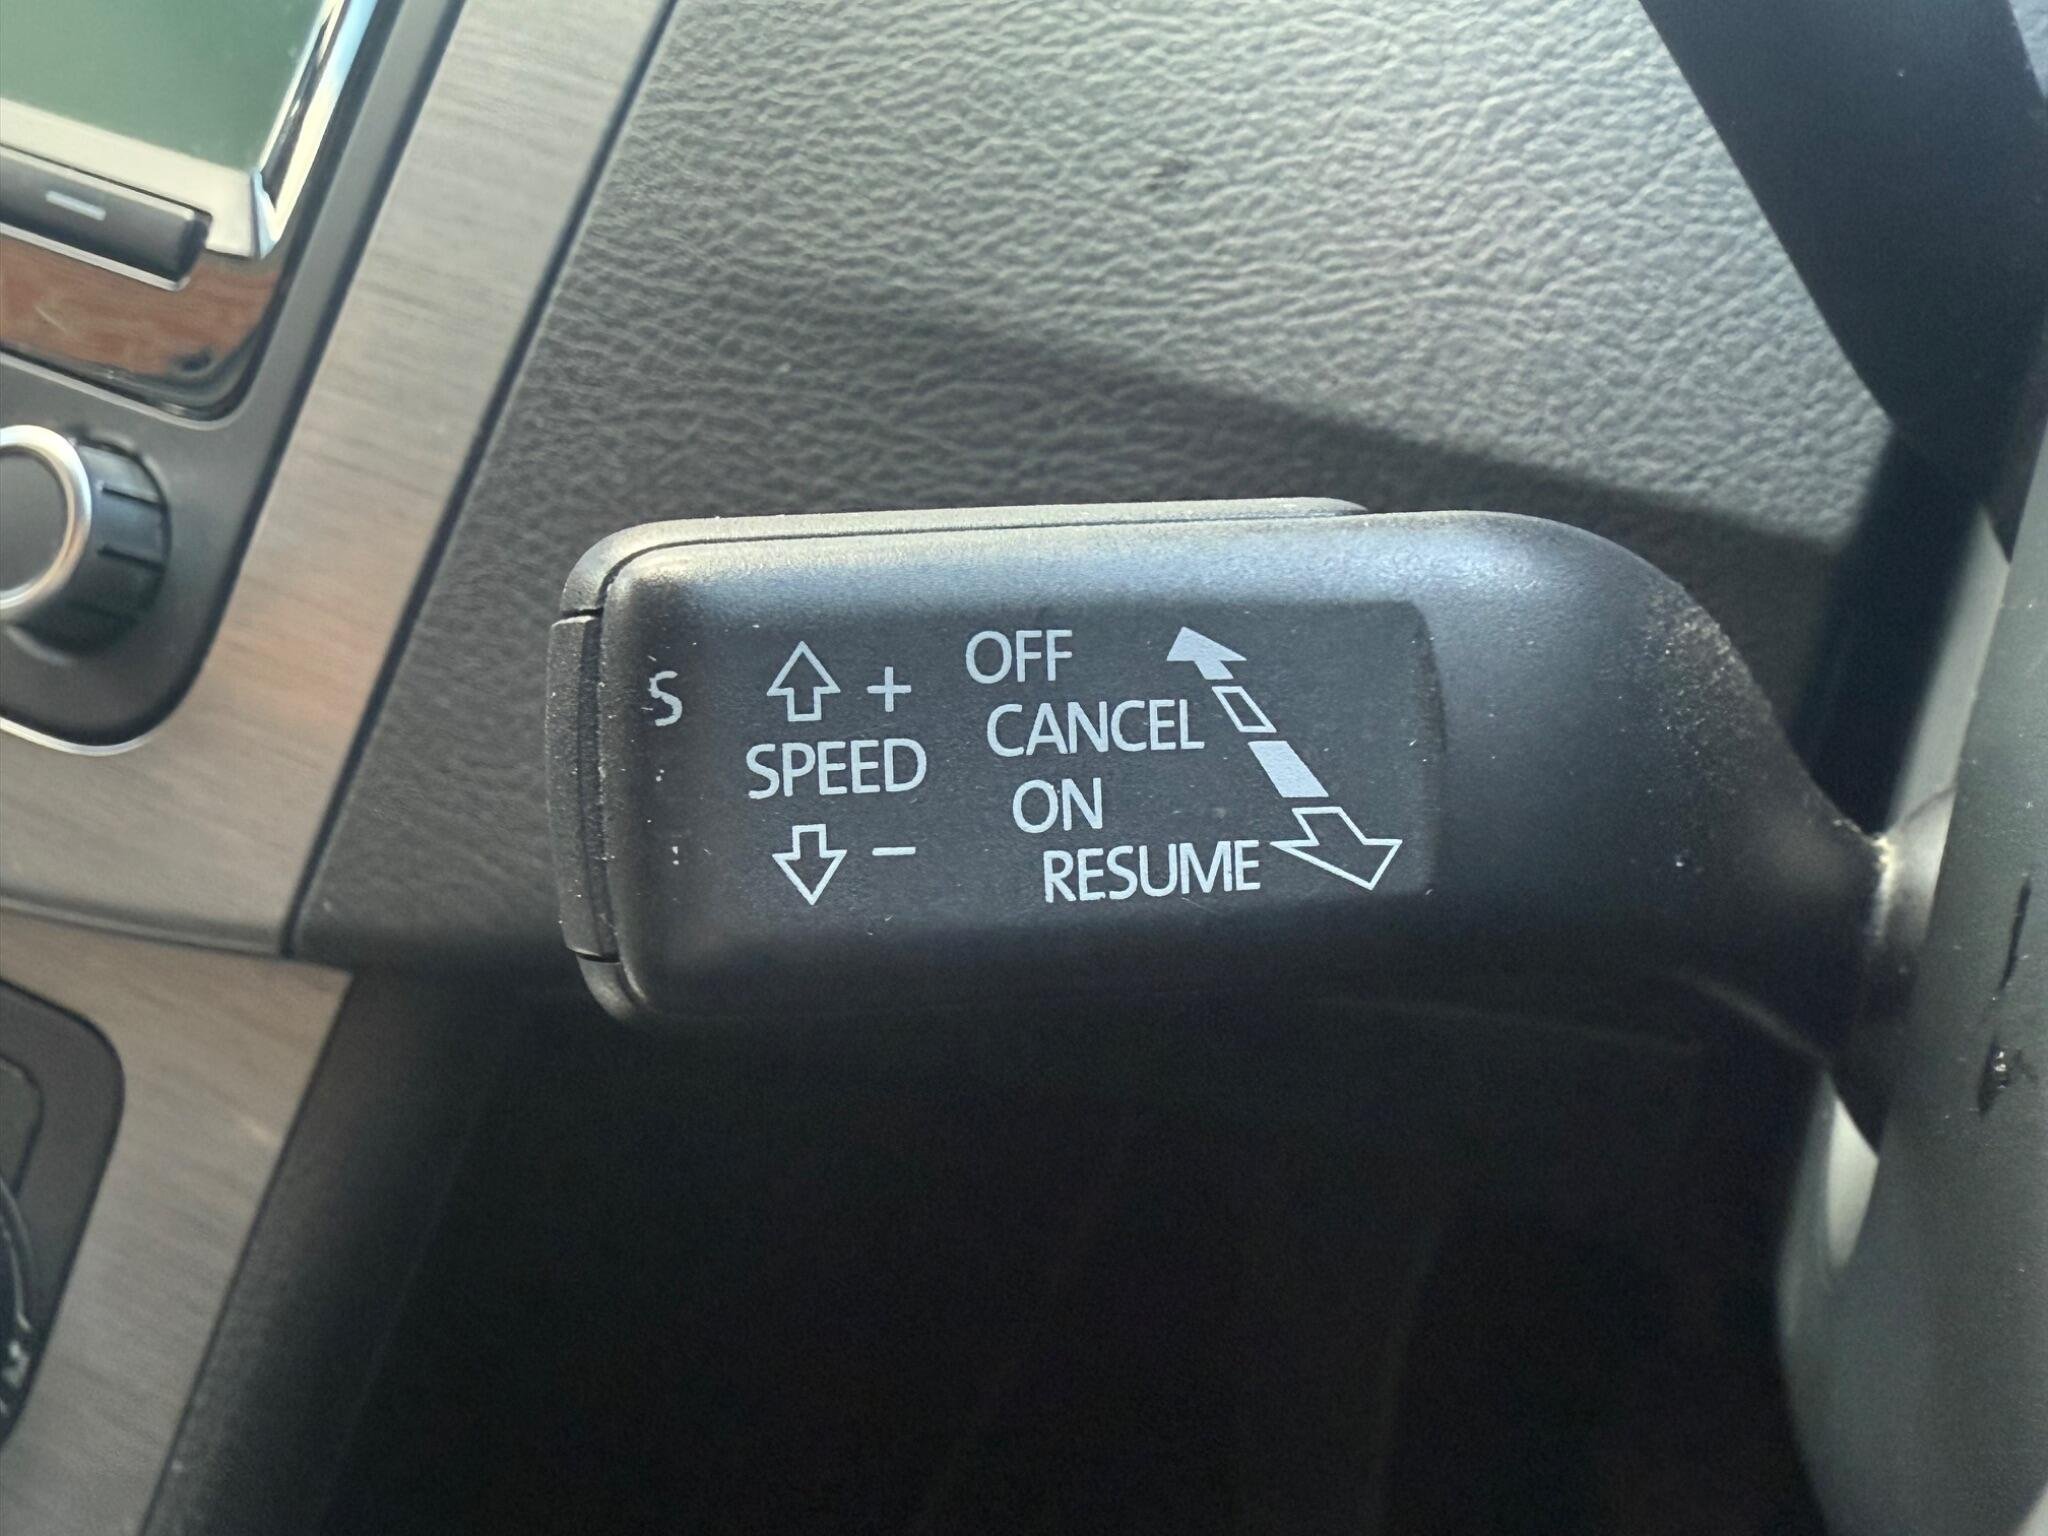 S
+
SPEED
−
OFF
CANCEL
ON
RESUME